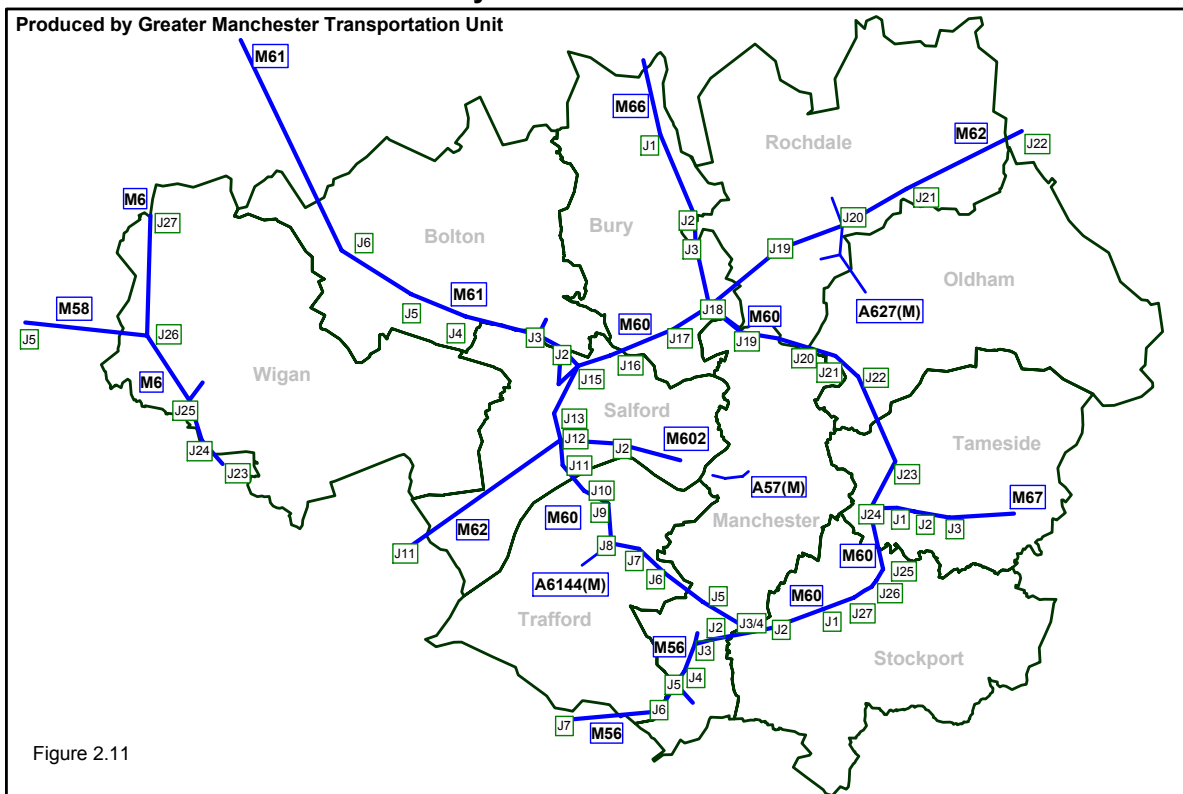 Produced by Greater Manchester Transportation Unit
M61
M66
J1
Rochdale
M62
J22
M6
J27
J6
Bolton
Bury
J2
J3
J20
J21
J19
Oldham
A627(M)
M58
J5
J26
J5
M61
J4
J3
J2
M60
J18
M60
J17
J19
J16
J15
J20
J21
J22
M6
Wigan
J25
J24
J23
Salford
J13
J12
J2
M602
J11
Tameside
J23
J10
J9
M60
A57(M)
Manchester
J24
J1
J2
J3
M67
M62
J11
J8
J7
J6
A6144(M)
M60
J25
J26
J27
Trafford
J5
M60
J1
J2
J3/4
J2
M56
J3
J4
J5
Stockport
J6
J7
M56
Figure 2.11